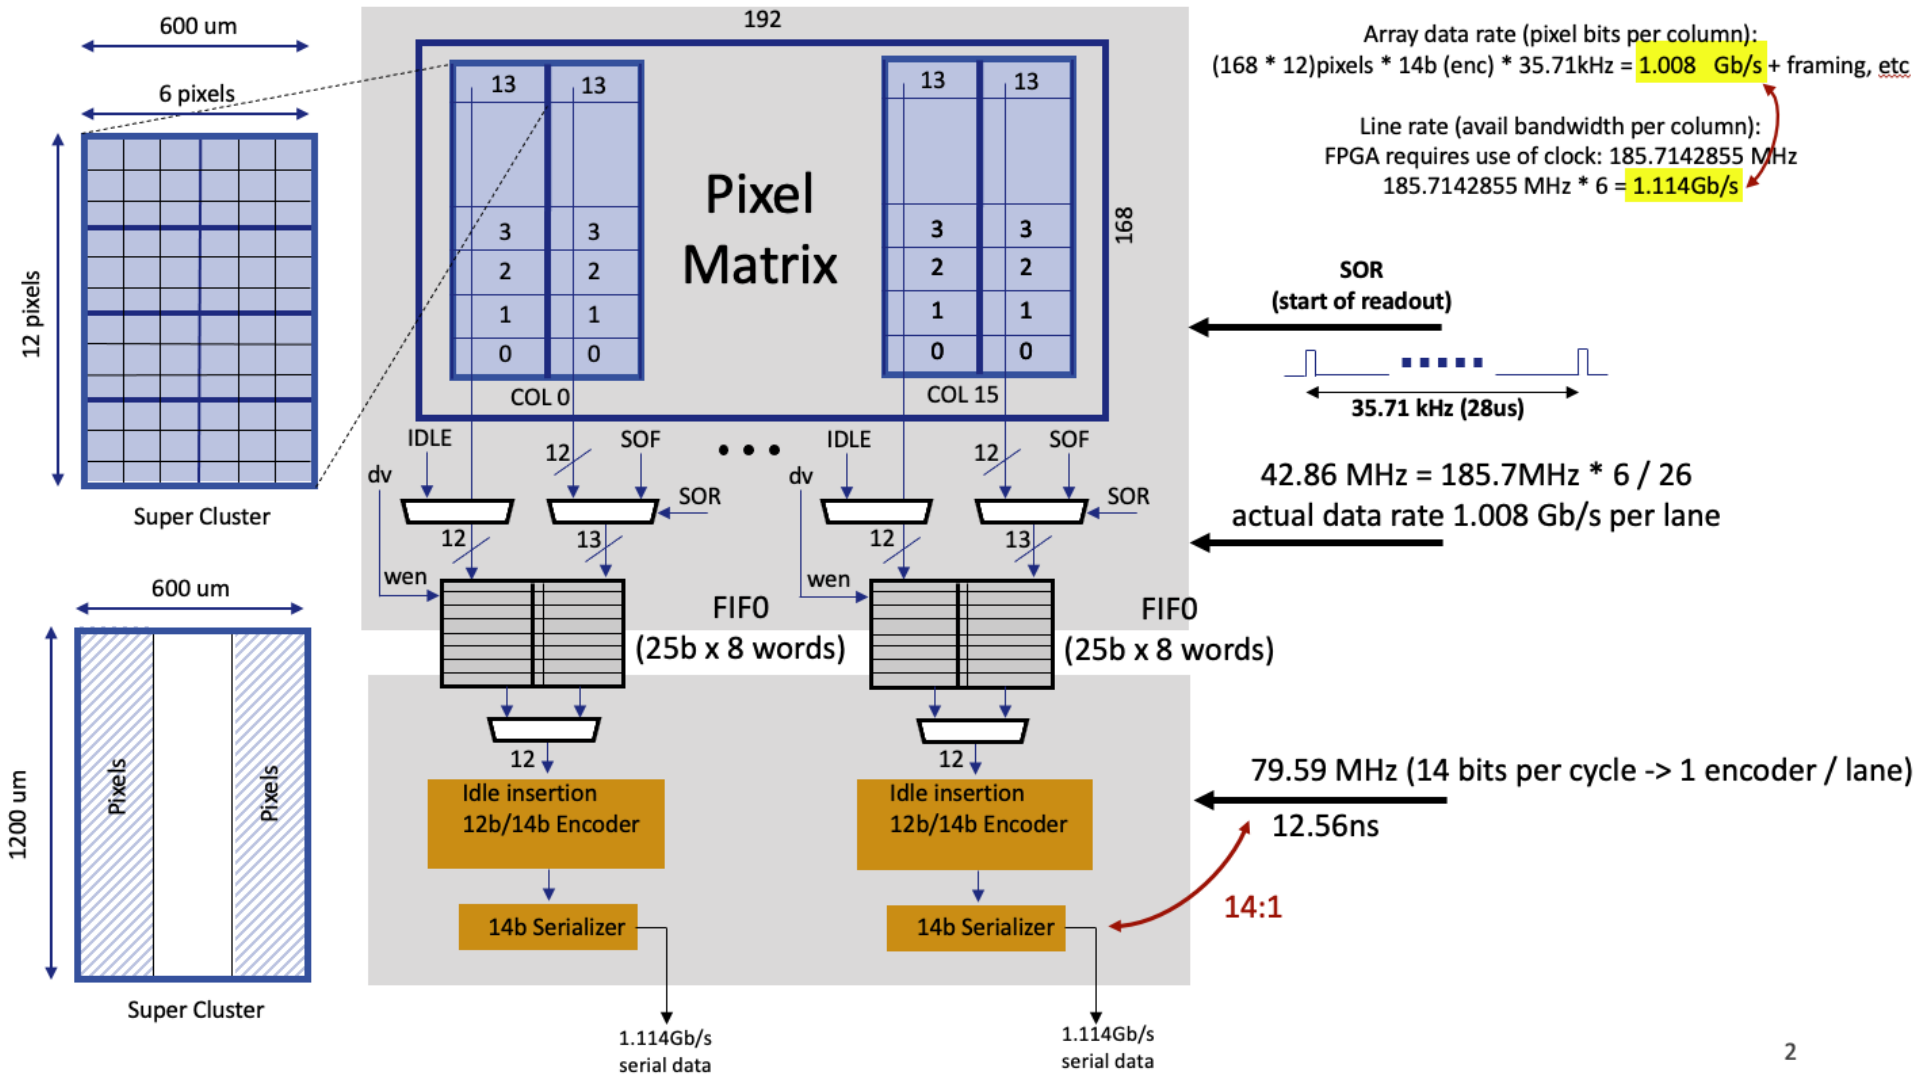 600 um
6 pixels
12 pixels
Super Cluster
600 um
1200 um
Pixels
Pixels
Super Cluster
192
13
13
3
3
2
2
1
1
0
0
COL 0
Pixel
Matrix
13
13
3
3
2
2
1
1
0
0
COL 15
168
IDLE
12
SOF
dv
SOR
12
13
wen
FIF0
(25b x 8 words)
12
Idle insertion
12b/14b Encoder
14b Serializer
1.114Gb/s
serial data
IDLE
12
SOF
dv
SOR
12
13
wen
FIF0
(25b x 8 words)
12
Idle insertion
12b/14b Encoder
14b Serializer
1.114Gb/s
serial data
Array data rate (pixel bits per column):
(168 * 12)pixels * 14b (enc) * 35.71kHz = 1.008 Gb/s + framing, etc
Line rate (avail bandwidth per column):
FPGA requires use of clock: 185.7142855 MHz
185.7142855 MHz * 6 = 1.114Gb/s
SOR
(start of readout)
35.71 kHz (28us)
42.86 MHz = 185.7MHz * 6 / 26
actual data rate 1.008 Gb/s per lane
79.59 MHz (14 bits per cycle -> 1 encoder / lane)
12.56ns
14:1
2